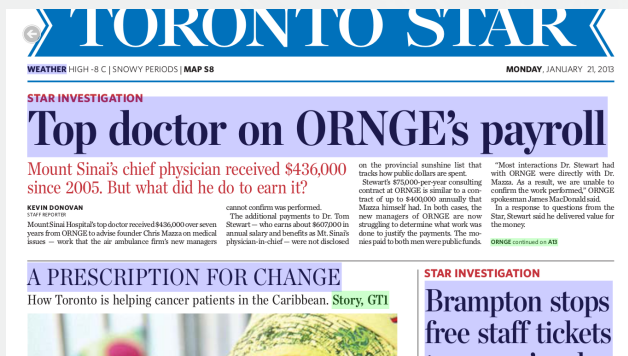 TORONTO STAR
WEATHER HIGH -8 C | SNOWY PERIODS | MAP S8
MONDAY, JANUARY 21, 2013
STAR INVESTIGATION
Top doctor on ORNGE's payroll
Mount Sinai's chief physician received $436,000
since 2005. But what did he do to earn it?
KEVIN DONOVAN
STAFF REPORTER
Mount Sinai Hospital's top doctor received $436,000 over seven
years from ORNGE to advise founder Chris Mazza on medical
issues — work that the air ambulance firm's new managers
cannot confirm was performed.
The additional payments to Dr. Tom
Stewart — who earns about $607,000 in
annual salary and benefits as Mt. Sinai's
physician-in-chief — were not disclosed
on the provincial sunshine list that
tracks how public dollars are spent.
Stewart's $75,000-per-year consulting
contract at ORNGE is similar to a con-
tract of up to $400,000 annually that
Mazza himself had. In both cases, the
new managers of ORNGE are now
struggling to determine what work was
done to justify the payments. The mo-
nies paid to both men were public funds.
"Most interactions Dr. Stewart had
with ORNGE were directly with Dr.
Mazza. As a result, we are unable to
confirm the work performed," ORNGE
spokesman James MacDonald said.
In a response to questions from the
Star, Stewart said he delivered value for
the money.
ORNGE continued on A13
A PRESCRIPTION FOR CHANGE
How Toronto is helping cancer patients in the Caribbean. Story, GT1
STAR INVESTIGATION
Brampton stops
free staff tickets